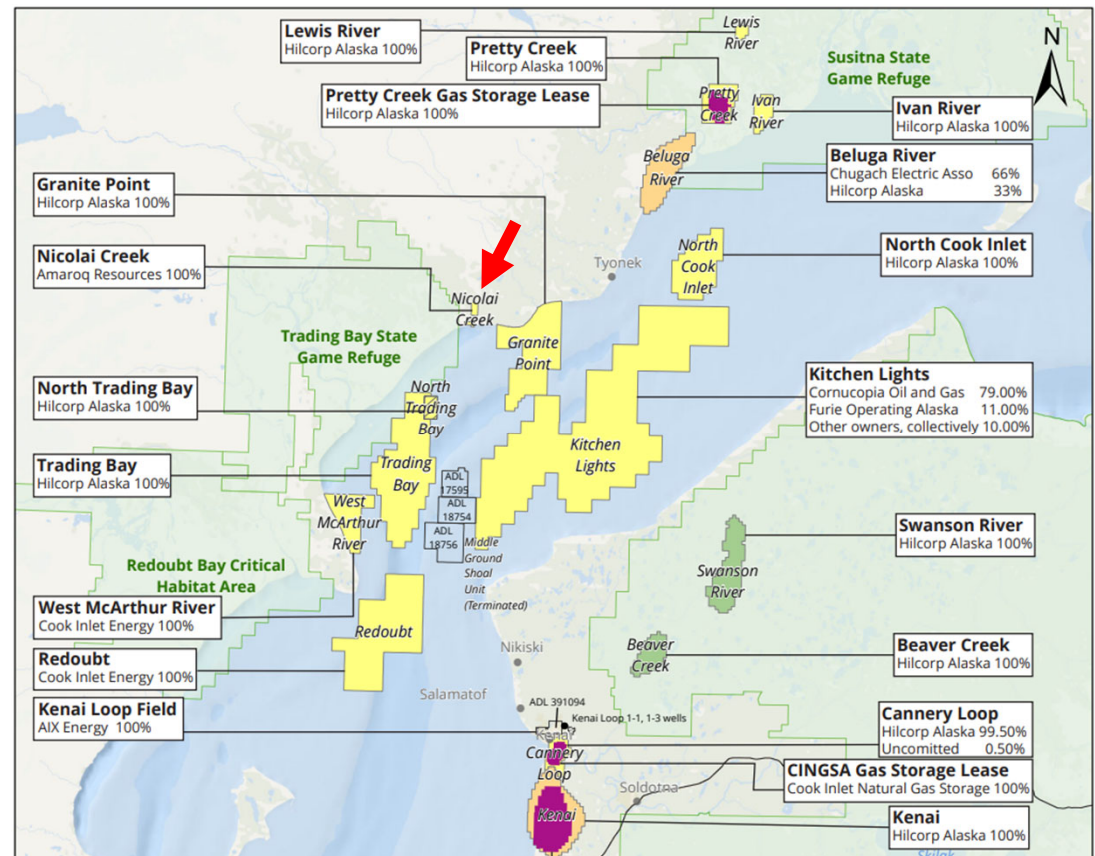 Lewis River
Hilcorp Alaska 100%
Lewis
River
N
Pretty Creek
Hilcorp Alaska 100%
Susitna State
Game Refuge
Pretty Creek Gas Storage Lease
Hilcorp Alaska 100%
Pretty
Creek
Ivan
River
Ivan River
Hilcorp Alaska 100%
Beluga
River
Beluga River
Chugach Electric Asso 66%
Hilcorp Alaska 33%
Granite Point
Hilcorp Alaska 100%
Nicolai Creek
Amaroq Resources 100%
North
Cook
Inlet
North Cook Inlet
Hilcorp Alaska 100%
Tyonek
Nicolai
Creek
Trading Bay State
Game Refuge
Granite
Point
North Trading Bay
Hilcorp Alaska 100%
North
Trading
Bay
Kitchen Lights
Cornucopia Oil and Gas 79.00%
Furie Operating Alaska 11.00%
Other owners, collectively 10.00%
Kitchen
Lights
Trading Bay
Hilcorp Alaska 100%
Trading
Bay
ADL
17595
ADL
18754
ADL
18756
West
McArthur
River
Middle
Ground
Shoal
Unit
(Terminated)
Swanson River
Hilcorp Alaska 100%
Swanson
River
Redoubt Bay Critical
Habitat Area
West McArthur River
Cook Inlet Energy 100%
Redoubt
Redoubt
Cook Inlet Energy 100%
Nikiski
Beaver
Creek
Beaver Creek
Hilcorp Alaska 100%
Salamatof
Kenai Loop Field
AIX Energy 100%
ADL 391094
Kenai Loop 1-1, 1-3 wells
Kenai
Cannery
Loop
Cannery Loop
Hilcorp Alaska 99.50%
Uncomitted 0.50%
CINGSA Gas Storage Lease
Cook Inlet Natural Gas Storage 100%
Soldotna
Kenai
Kenai
Hilcorp Alaska 100%
Skilak